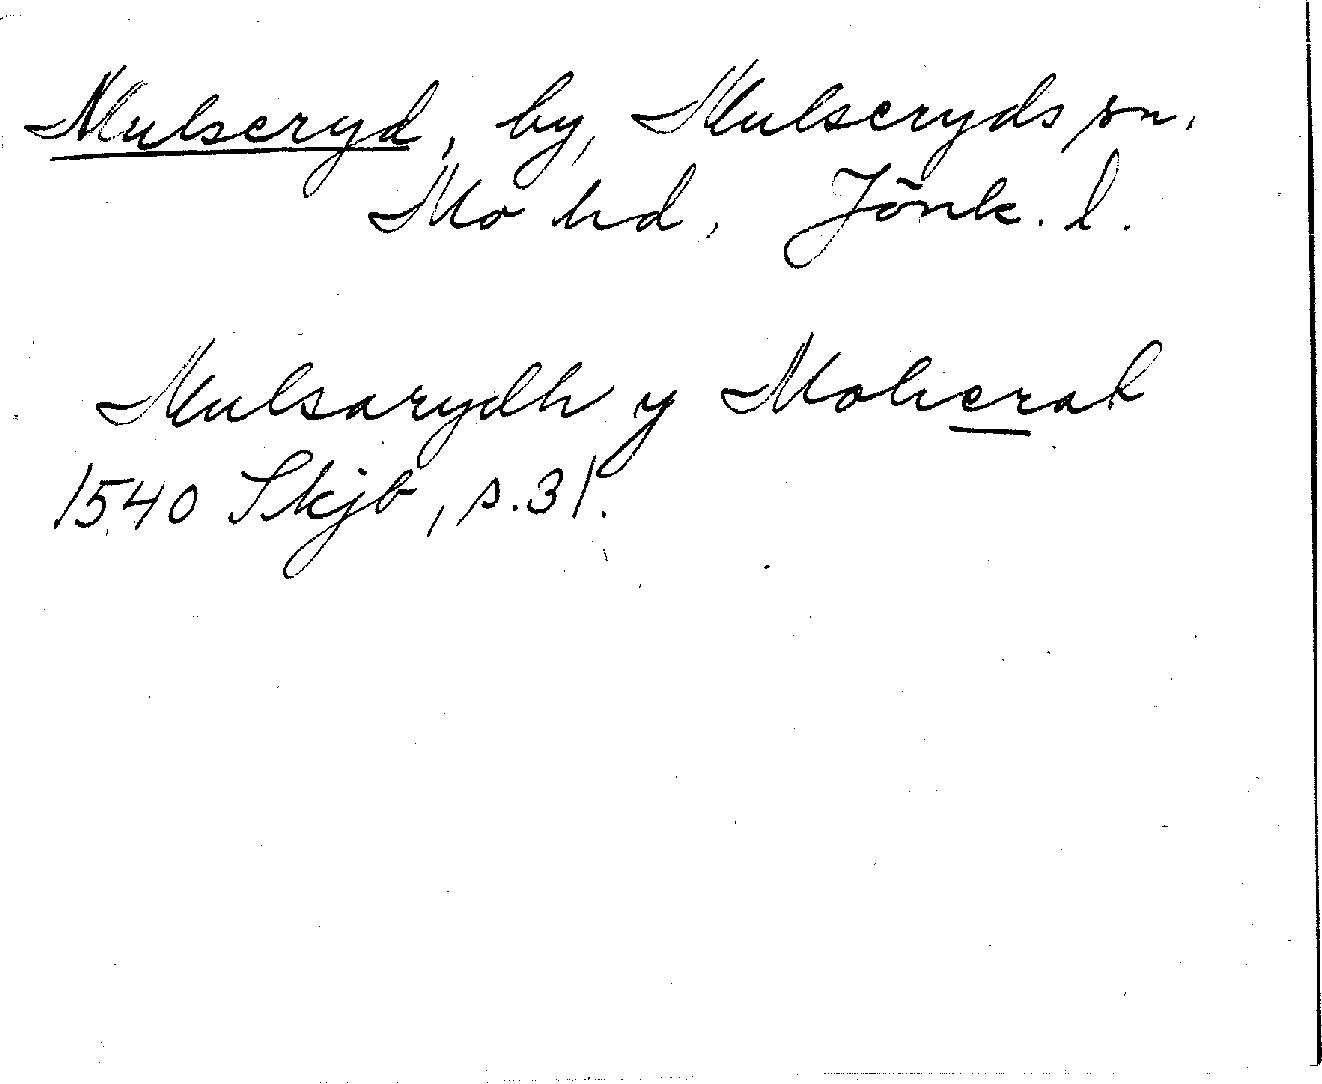 Mulseryd, by, Mulseryds sn,
Mo hd, Jönk. l.
Mulsarydh y Moherat
1540 Skjb, s. 31.